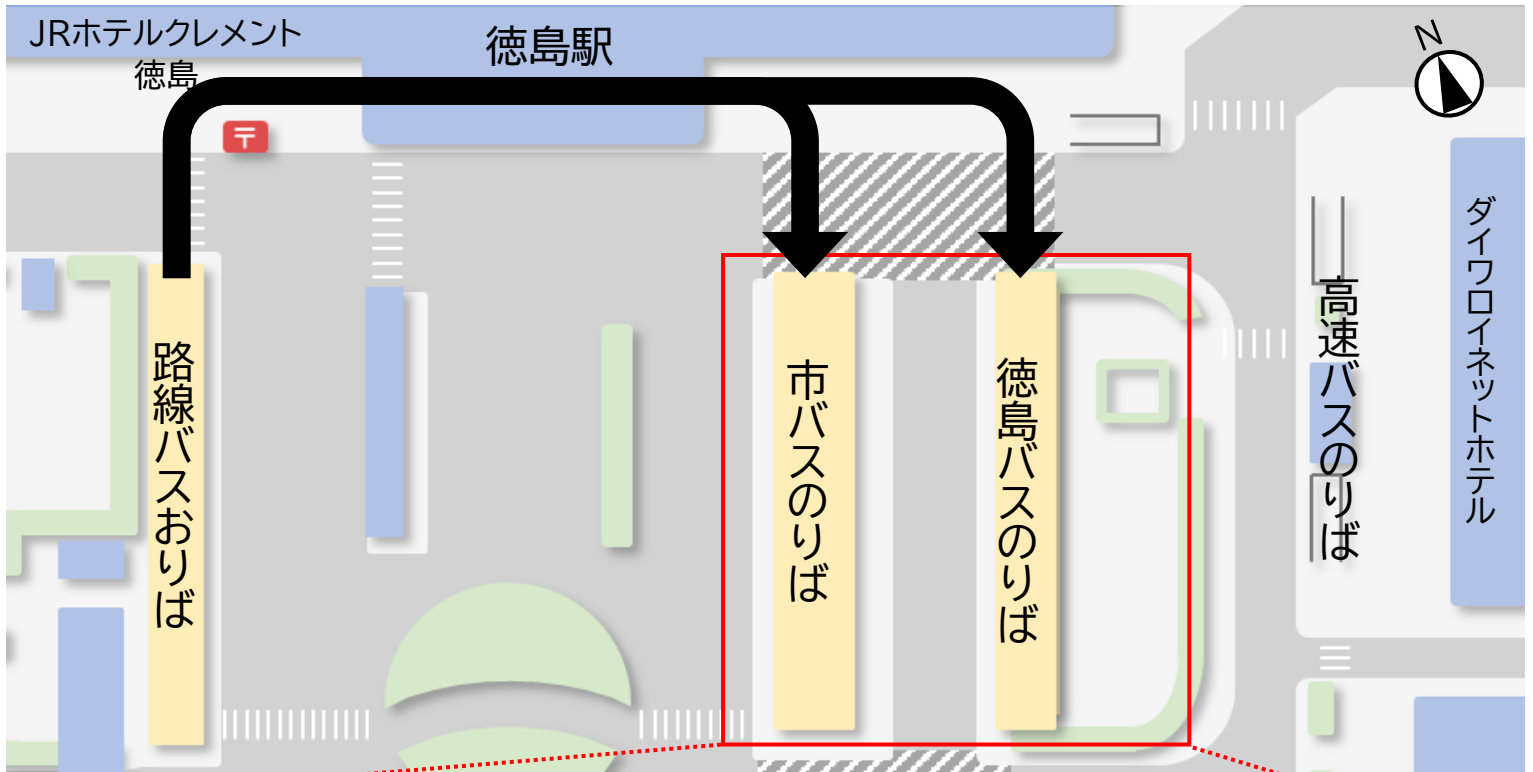 JRホテルクレメント
徳島
徳島駅
N
〒
路線バスおりば
市バスのりば
徳島バスのりば
高速バスのりば
ダイワロイネットホテル